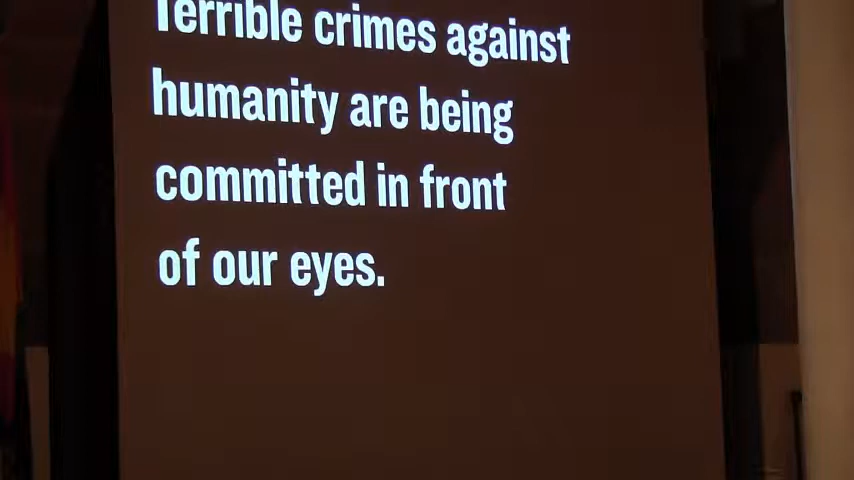 Terrible crimes against
humanity are being
committed in front
of our eyes.